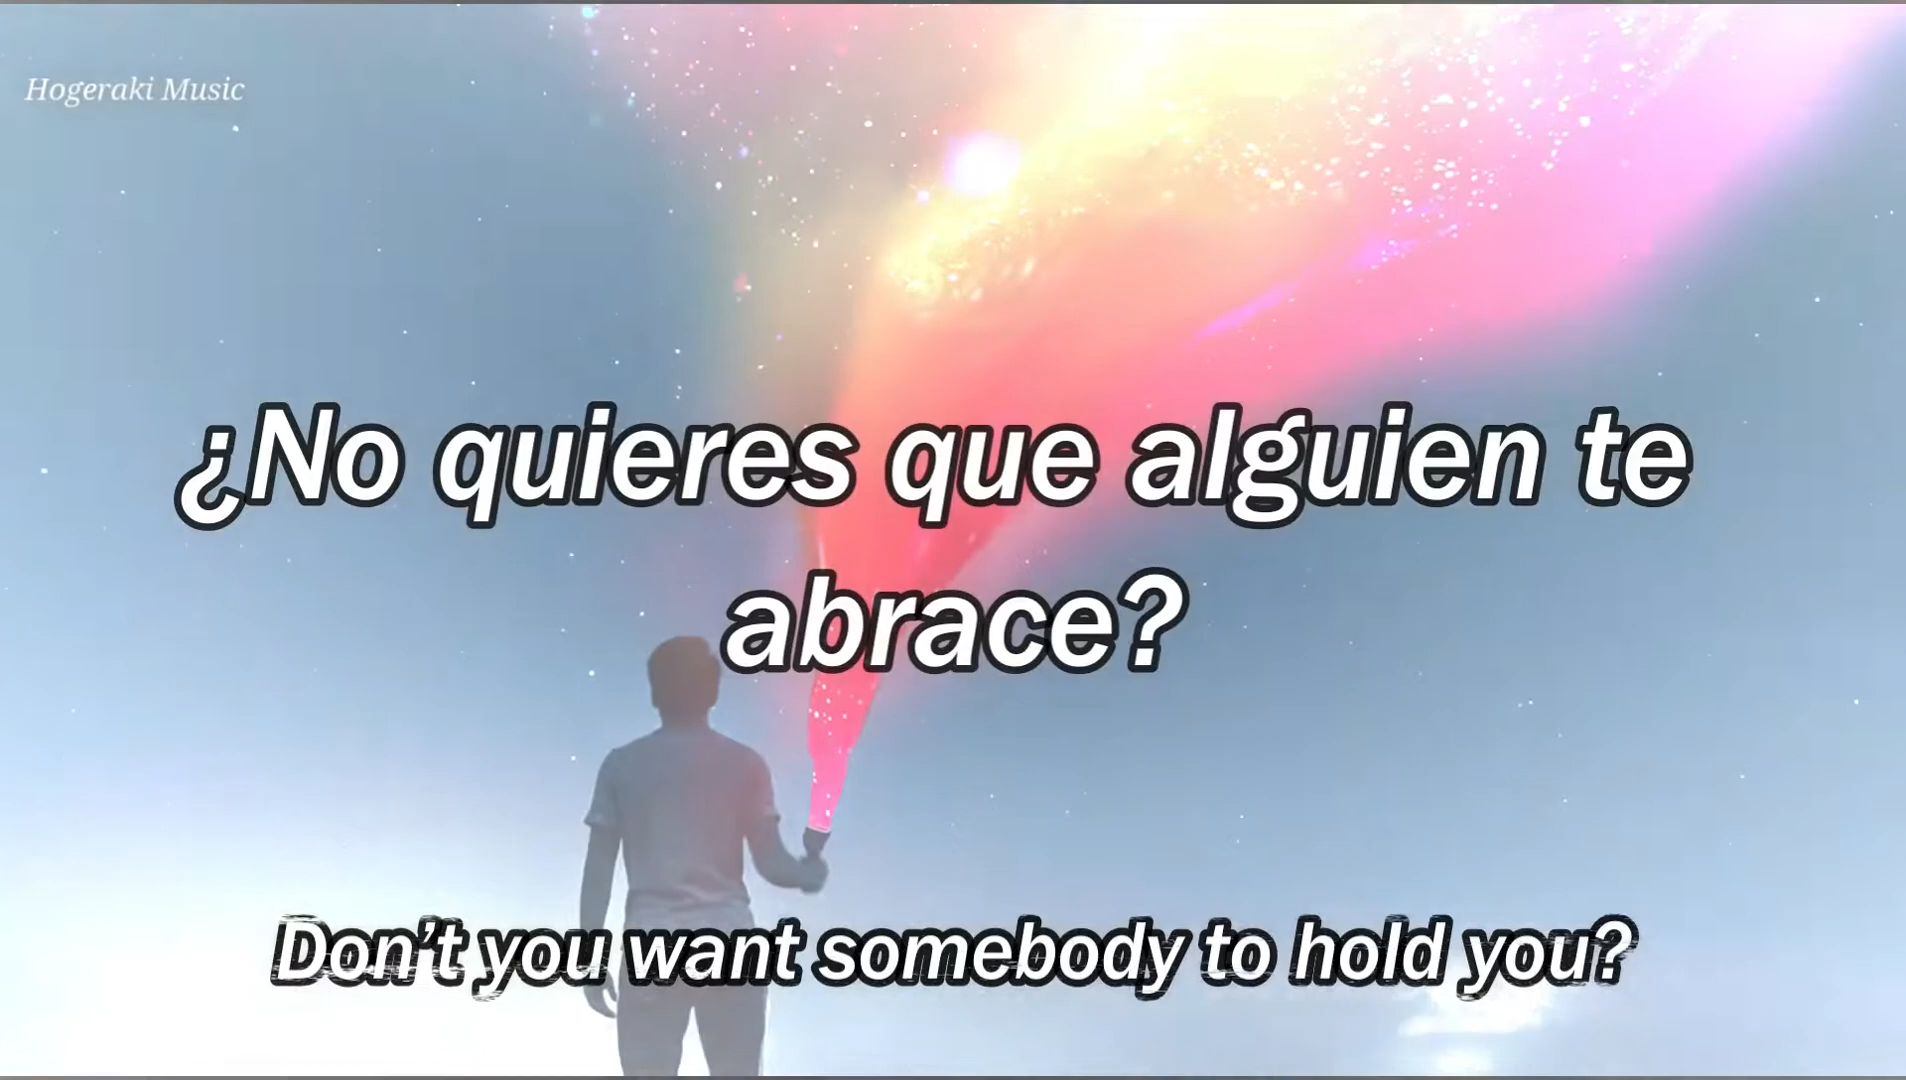 Hogeraki Music
¿No quieres que alguien te
abrace?
Don't you want somebody to hold you?